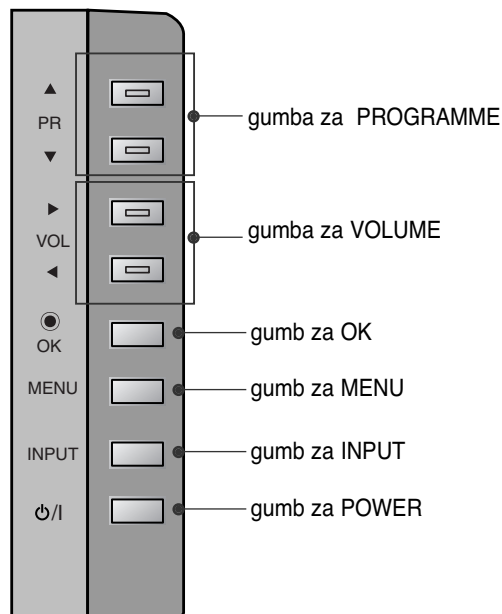 ▲
PR
▼
▶
VOL
◀
OK
MENU
INPUT
⏻/I
gumba za PROGRAMME
gumba za VOLUME
gumb za OK
gumb za MENU
gumb za INPUT
gumb za POWER